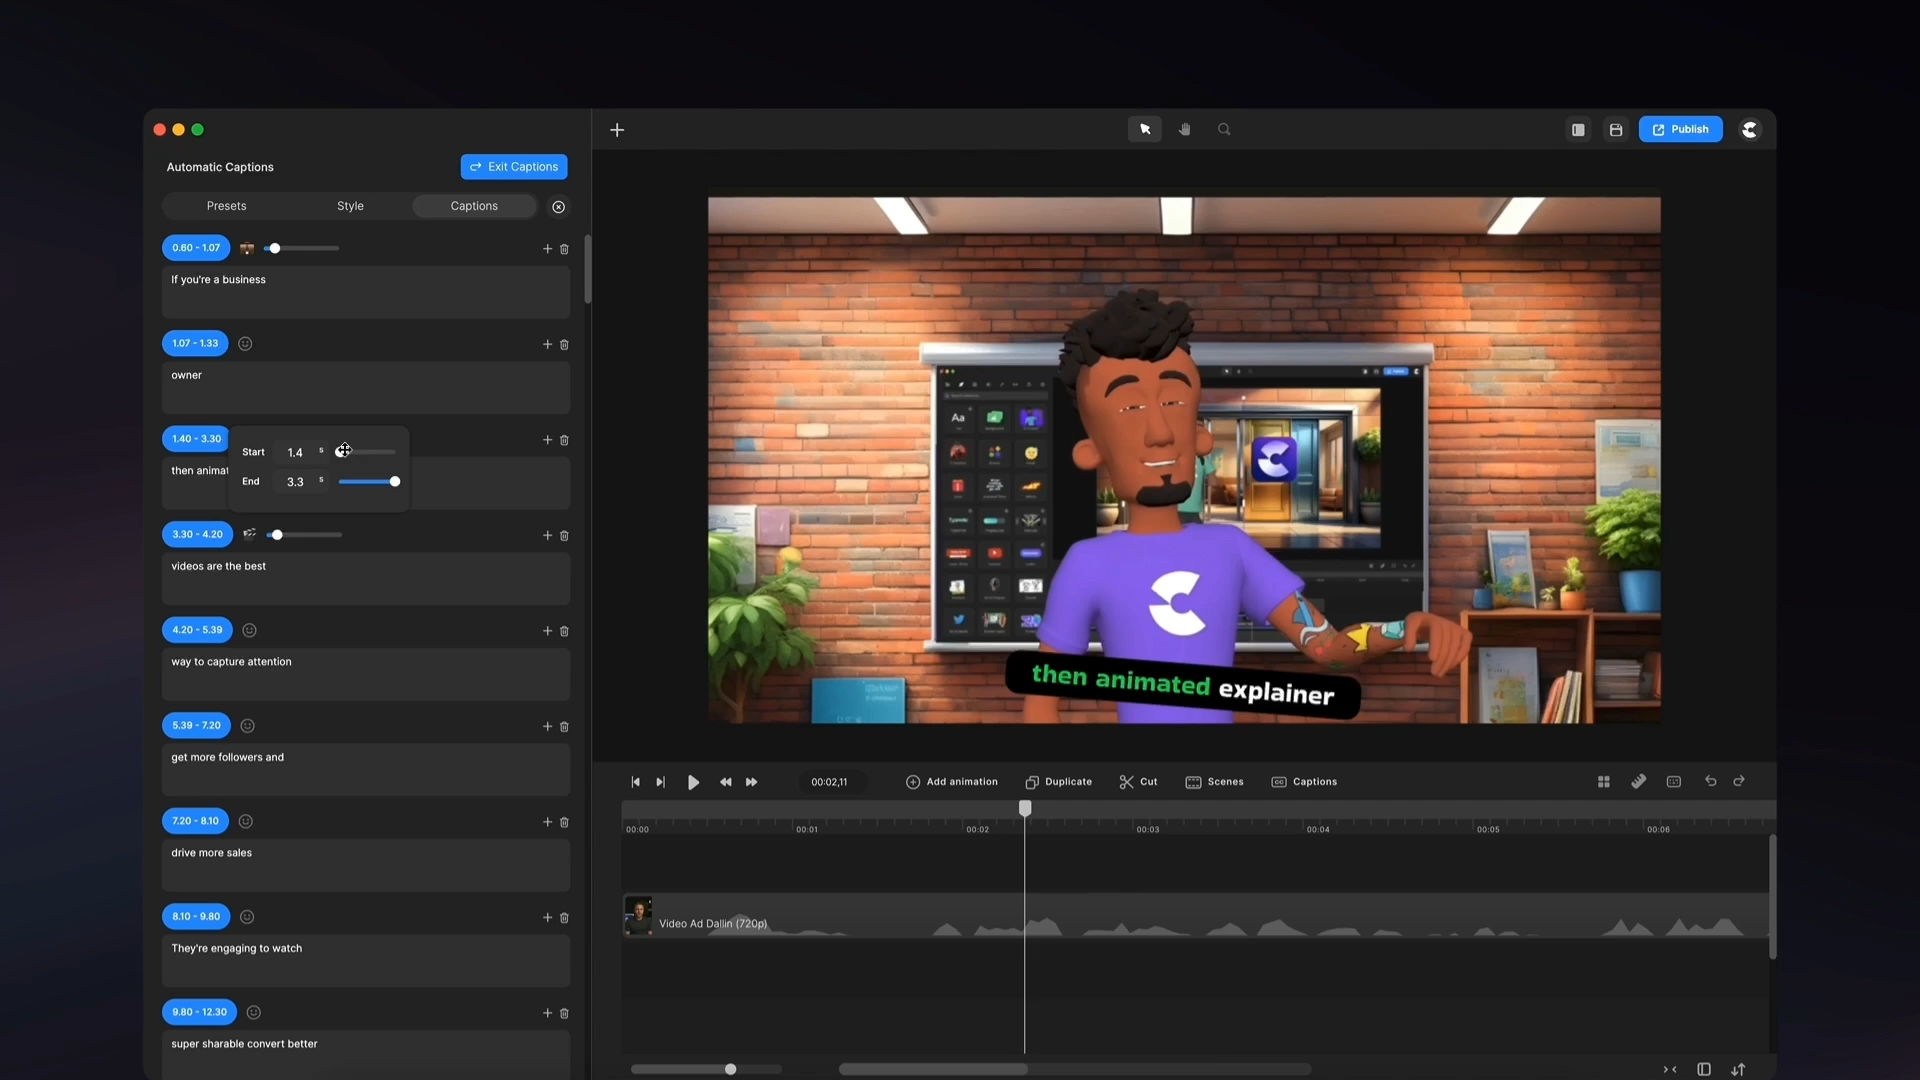 Publish
Automatic Captions
Exit Captions
Presets
Style
Captions
0.60 - 1.07
If you're a business
1.07 - 1.33
owner
1.40 - 3.30
then animat
Start 1.4 s
End 3.3 s
3.30 - 4.20
videos are the best
4.20 - 5.39
way to capture attention
5.39 - 7.20
get more followers and
7.20 - 8.10
drive more sales
8.10 - 9.80
They're engaging to watch
9.80 - 12.30
super sharable convert better
Aa
then animated explainer
00:02,11
Add animation
Duplicate
Cut
Scenes
Captions
00:00
00:01
00:02
00:03
00:04
00:05
00:06
Video Ad Dallin (720p)